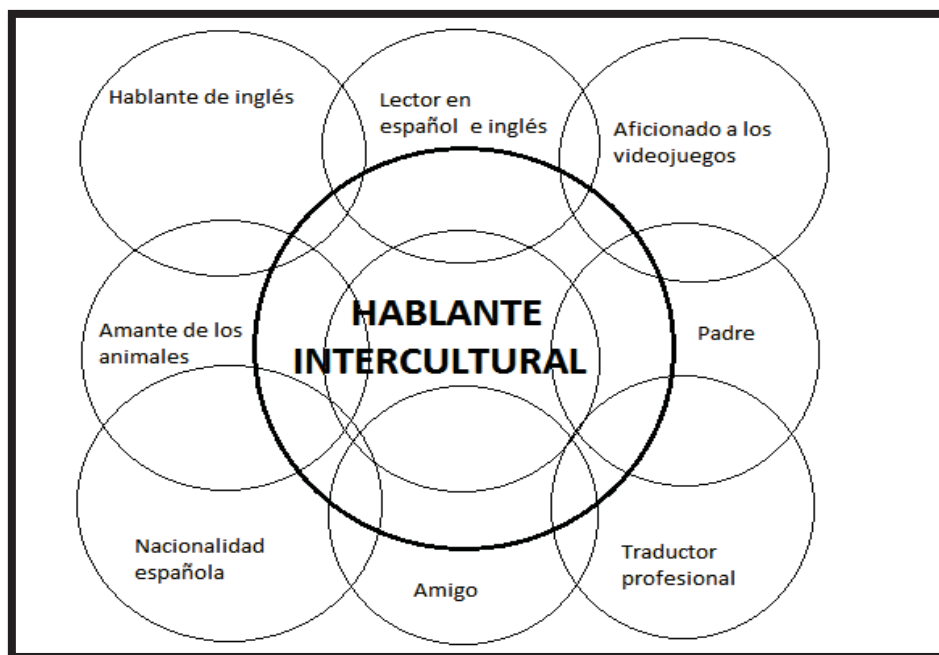 Hablante de inglés
Lector en
español e inglés
Aficionado a los
videojuegos
HABLANTE
INTERCULTURAL
Amante de los
animales
Padre
Nacionalidad
española
Amigo
Traductor
profesional